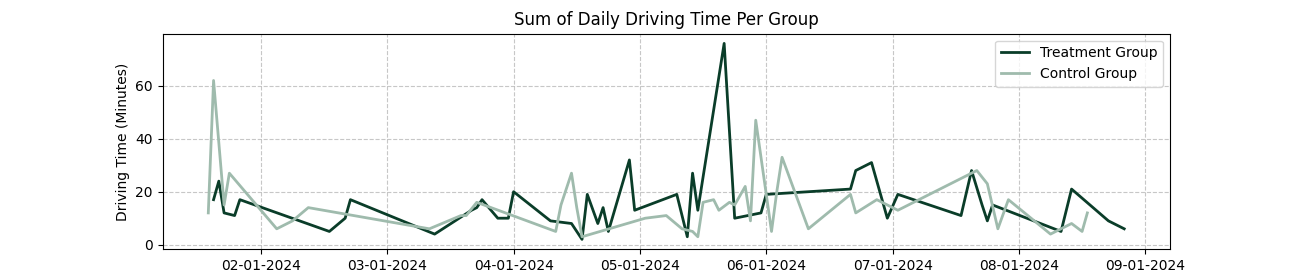 Sum of Daily Driving Time Per Group
Driving Time (Minutes)
60
40
20
0
Treatment Group
Control Group
02-01-2024 03-01-2024 04-01-2024 05-01-2024 06-01-2024 07-01-2024 08-01-2024 09-01-2024